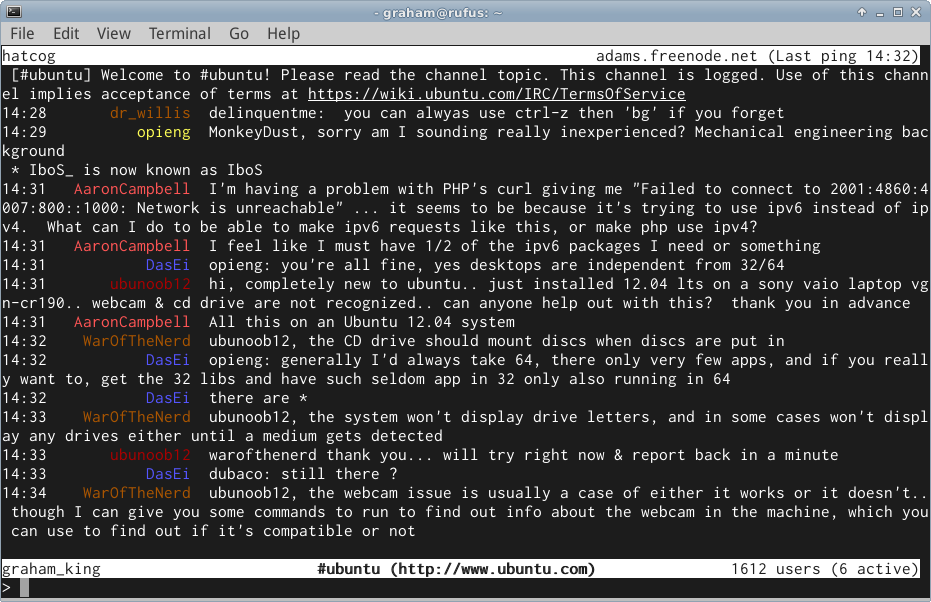 - graham@rufus: ~
File Edit View Terminal Go Help
hatcog adams.freenode.net (Last ping 14:32)
[#ubuntu] Welcome to #ubuntu! Please read the channel topic. This channel is logged. Use of this chann
el implies acceptance of terms at https://wiki.ubuntu.com/IRC/TermsOfService
14:28 dr_willis delinquentme: you can alwyas use ctrl-z then 'bg' if you forget
14:29 opieng MonkeyDust, sorry am I sounding really inexperienced? Mechanical engineering bac
kground
* IboS_ is now known as IboS
14:31 AaronCampbell I'm having a problem with PHP's curl giving me "Failed to connect to 2001:4860:4
007:800::1000: Network is unreachable" ... it seems to be because it's trying to use ipv6 instead of ip
v4. What can I do to be able to make ipv6 requests like this, or make php use ipv4?
14:31 AaronCampbell I feel like I must have 1/2 of the ipv6 packages I need or something
14:31 DasEi opieng: you're all fine, yes desktops are independent from 32/64
14:31 ubunoob12 hi, completely new to ubuntu.. just installed 12.04 lts on a sony vaio laptop vg
n-cr190.. webcam & cd drive are not recognized.. can anyone help out with this? thank you in advance
14:31 AaronCampbell All this on an Ubuntu 12.04 system
14:32 WarOfTheNerd ubunoob12, the CD drive should mount discs when discs are put in
14:32 DasEi opieng: generally I'd always take 64, there only very few apps, and if you reall
y want to, get the 32 libs and have such seldom app in 32 only also running in 64
14:32 DasEi there are *
14:33 WarOfTheNerd ubunoob12, the system won't display drive letters, and in some cases won't displ
ay any drives either until a medium gets detected
14:33 ubunoob12 warofthenerd thank you... will try right now & report back in a minute
14:33 DasEi dubaco: still there ?
14:34 WarOfTheNerd ubunoob12, the webcam issue is usually a case of either it works or it doesn't..
though I can give you some commands to run to find out info about the webcam in the machine, which you
can use to find out if it's compatible or not
graham_king #ubuntu (http://www.ubuntu.com) 1612 users (6 active)
>